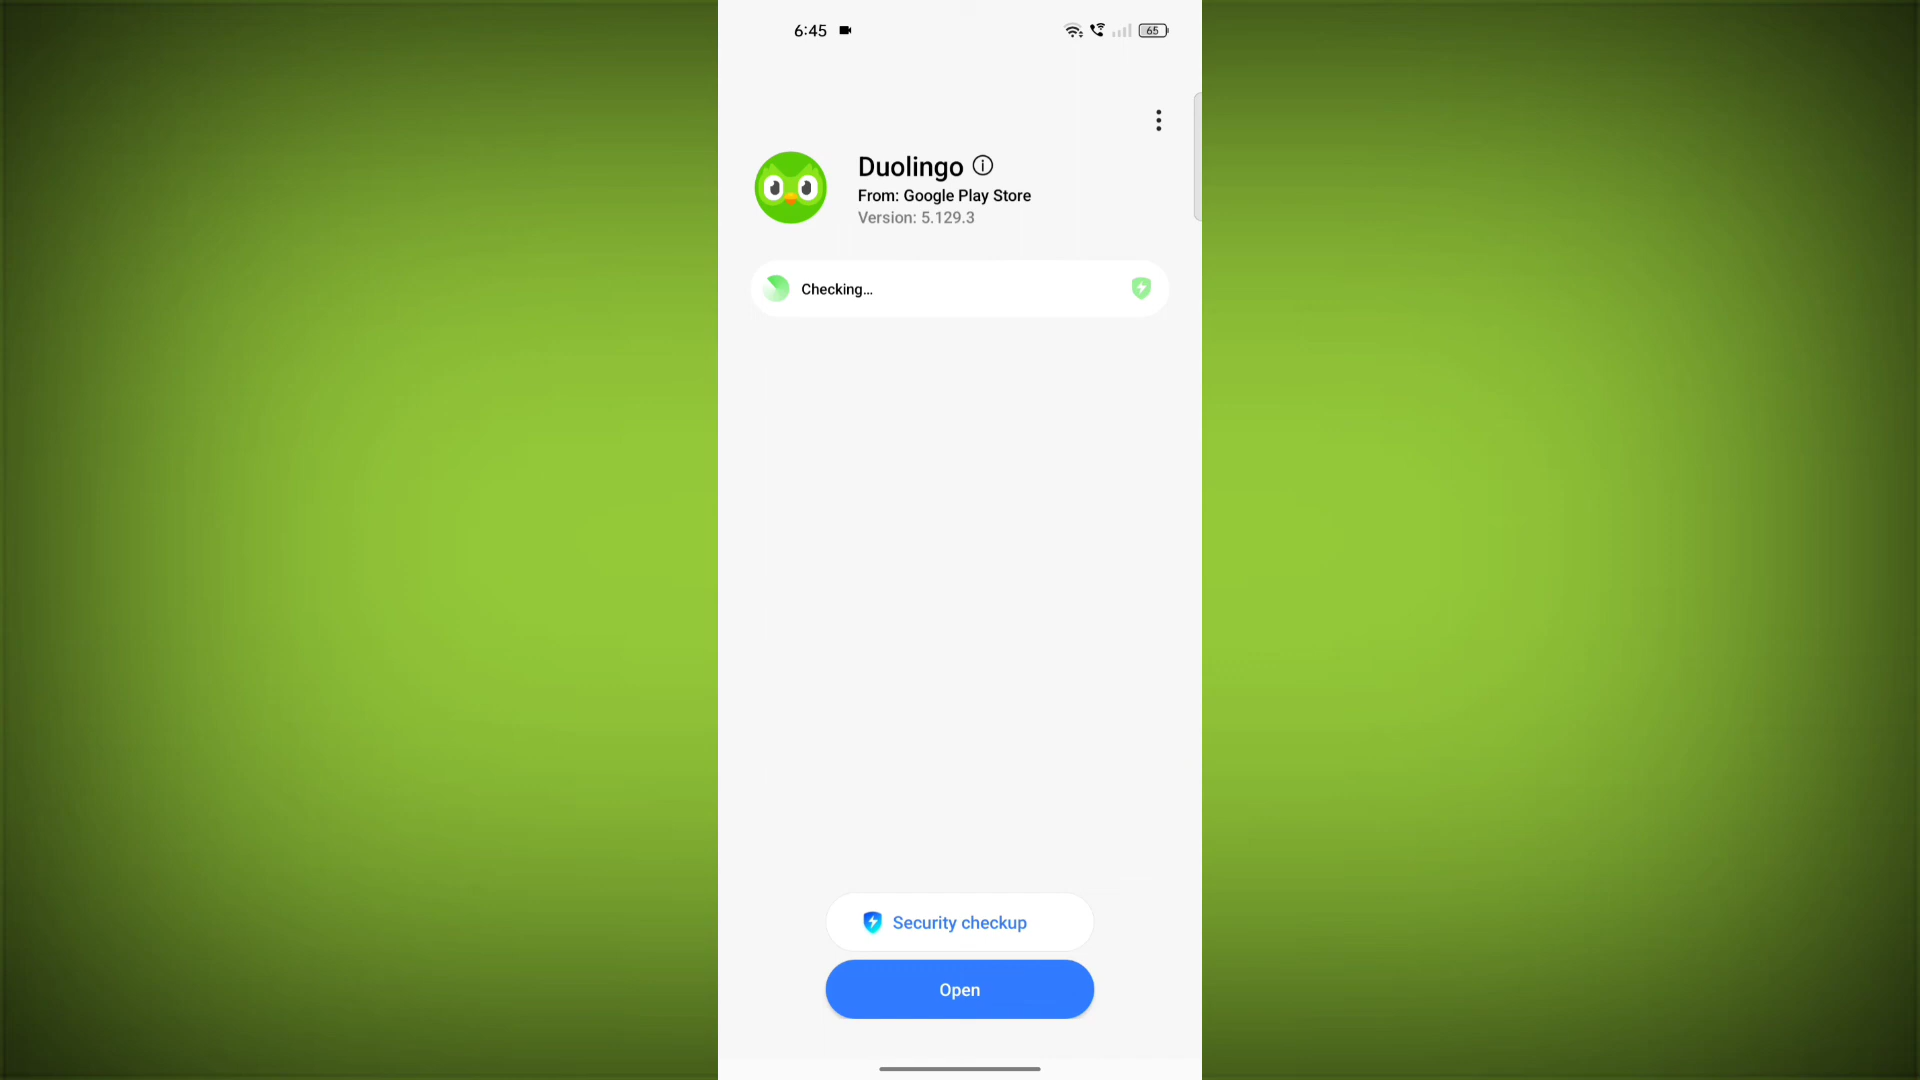 6:45
65
Duolingo
From: Google Play Store
Version: 5.129.3
Checking...
Security checkup
Open